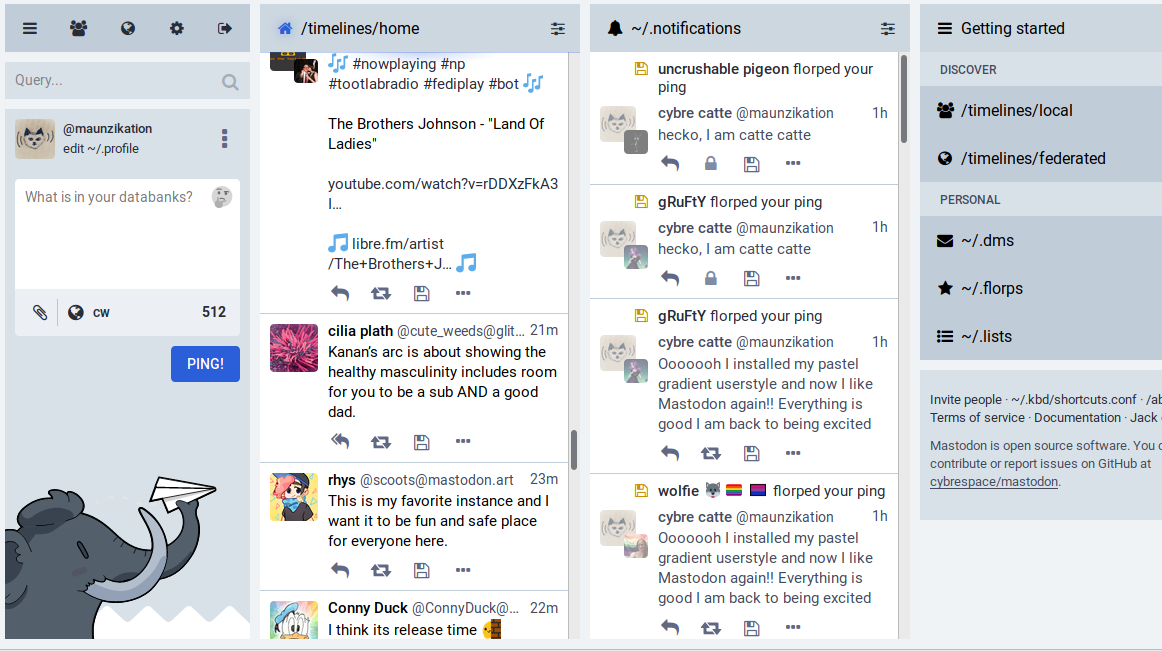 Query...
@maunzikation
edit ~/.profile
What is in your databanks?
CW
512
PING!
/timelines/home
#nowplaying #np
#tootlabradio #fediplay #bot
The Brothers Johnson - "Land Of
Ladies"
youtube.com/watch?v=rDDXzFkA3
I...
libre.fm/artist
/The+Brothers+J...
cilia plath @cute_weeds@glit... 21m
Kanan's arc is about showing the
healthy masculinity includes room
for you to be a sub AND a good
dad.
rhys @scoots@mastodon.art 23m
This is my favorite instance and I
want it to be fun and safe place
for everyone here.
Conny Duck @ConnyDuck@... 22m
I think its release time
~/.notifications
uncrushable pigeon florped your
ping
cybre catte @maunzikation 1h
hecko, I am catte catte
gRuFtY florped your ping
cybre catte @maunzikation 1h
hecko, I am catte catte
gRuFtY florped your ping
cybre catte @maunzikation 1h
Ooooooh I installed my pastel
gradient userstyle and now I like
Mastodon again!! Everything is
good I am back to being excited
wolfie florped your ping
cybre catte @maunzikation 1h
Ooooooh I installed my pastel
gradient userstyle and now I like
Mastodon again!! Everything is
good I am back to being excited
Getting started
DISCOVER
/timelines/local
/timelines/federated
PERSONAL
~/.dms
~/.florps
~/.lists
Invite people · ~/.kbd/shortcuts.conf · /ab
Terms of service · Documentation · Jack
Mastodon is open source software. You c
contribute or report issues on GitHub at
cybrespace/mastodon.